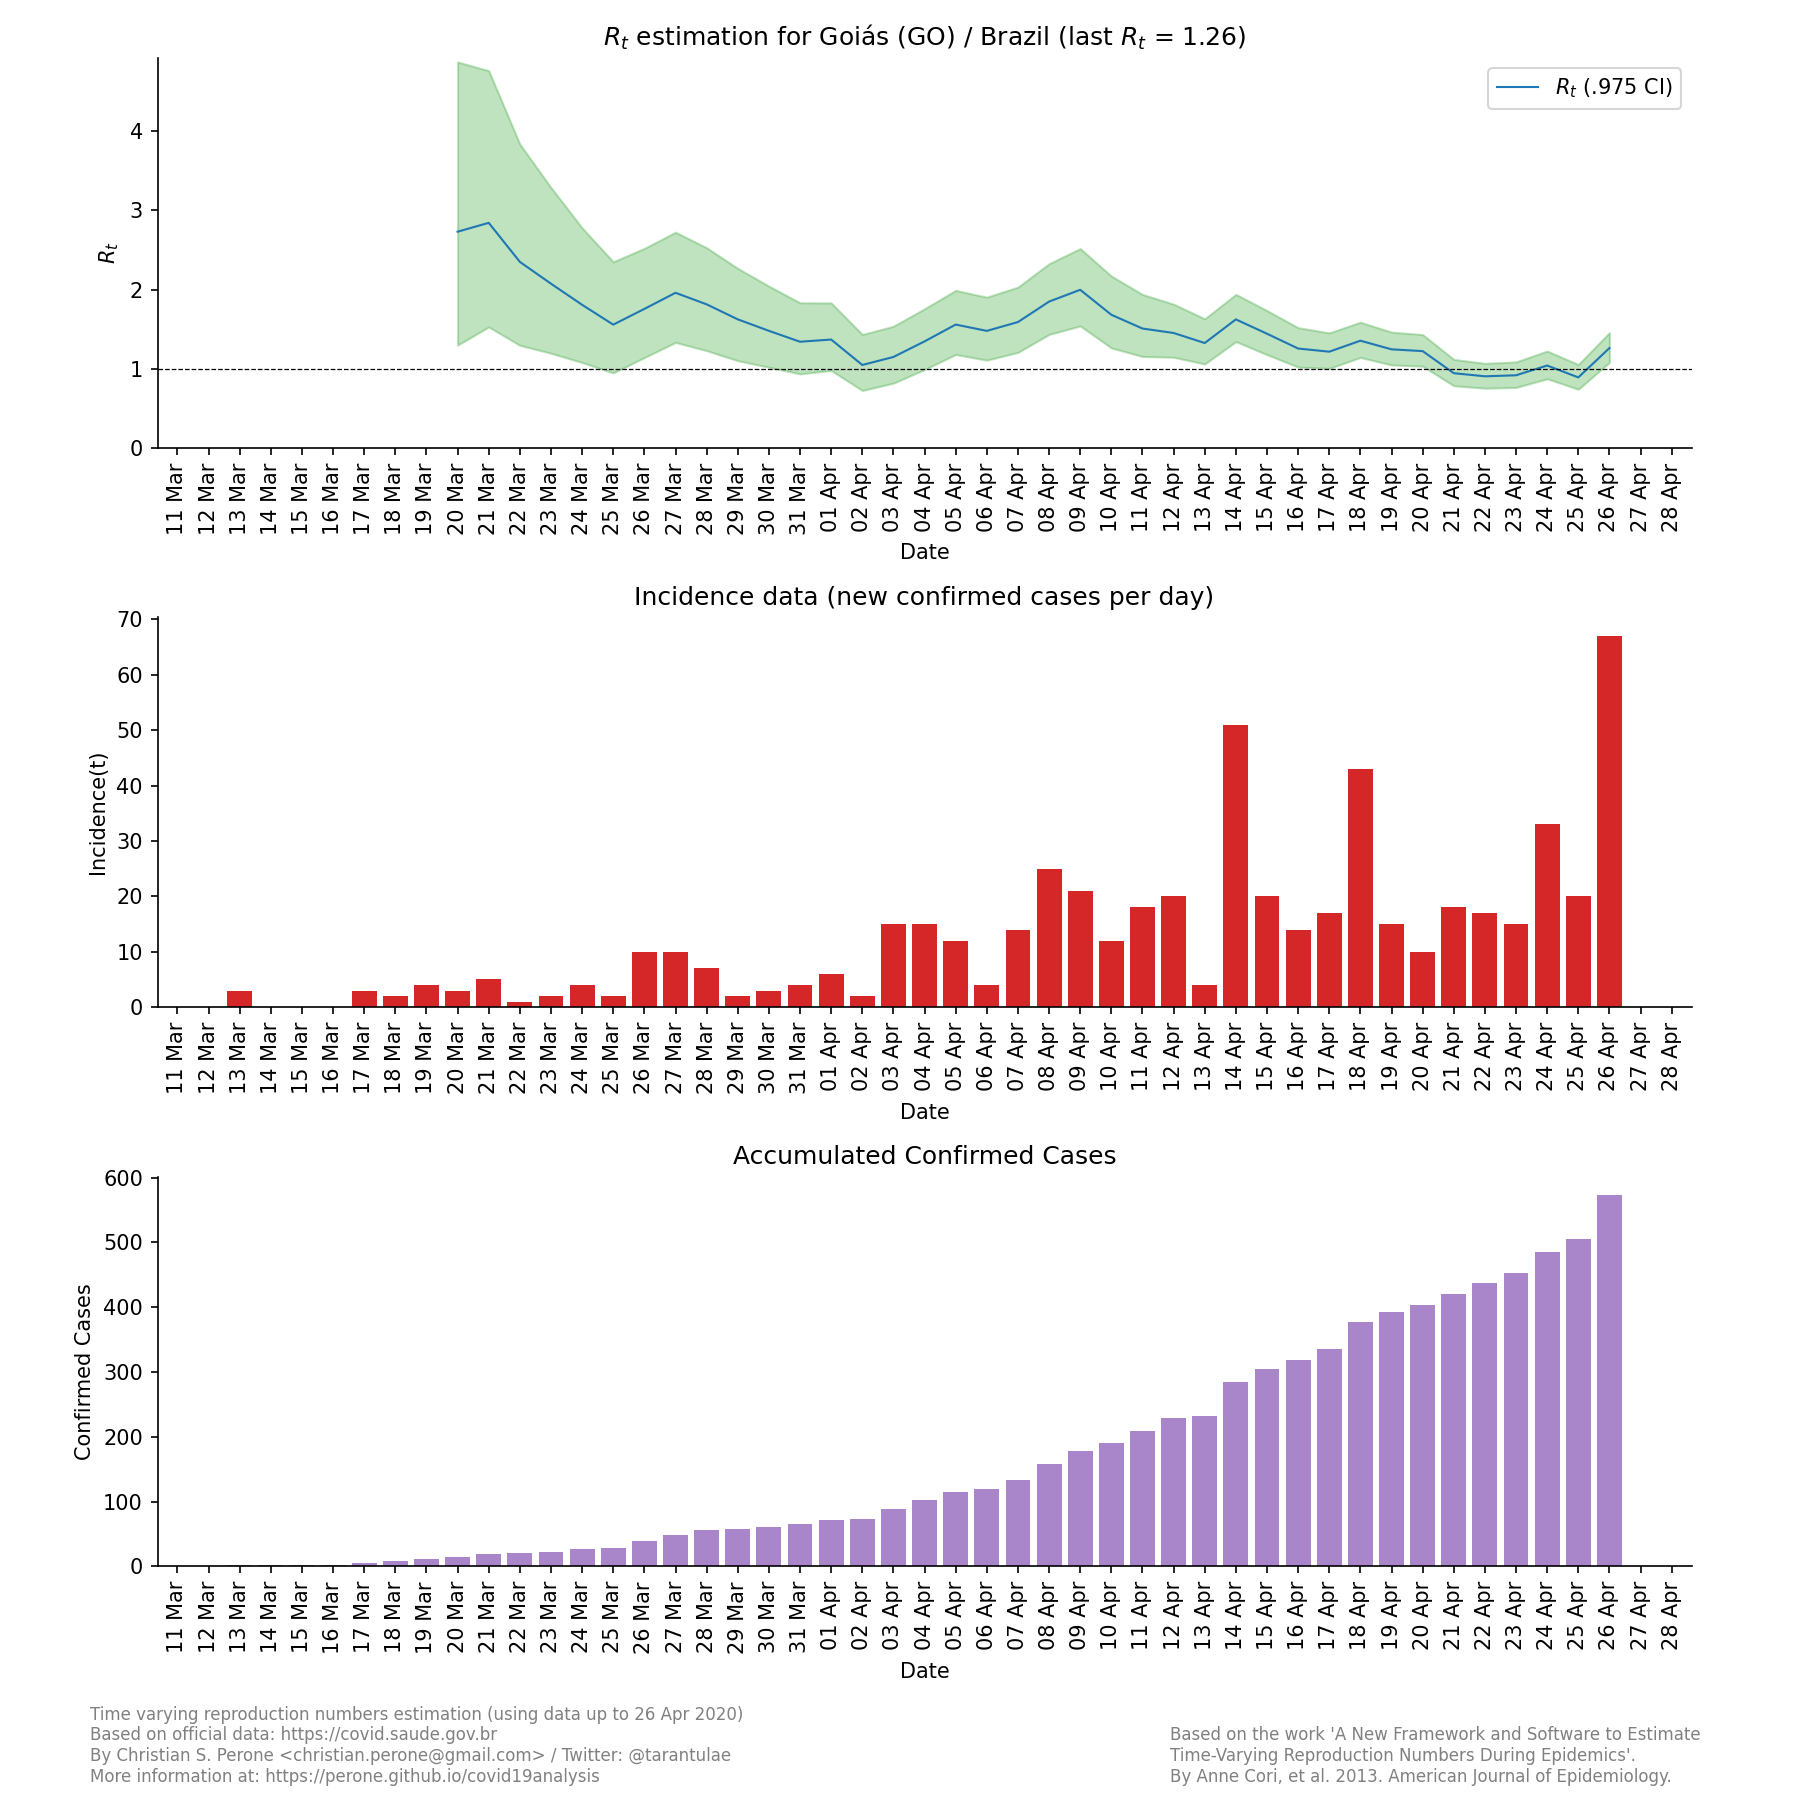 R_t estimation for Goiás (GO) / Brazil (last R_t = 1.26)
R_t (.975 CI)
4
3
2
1
0
R_t
11 Mar 12 Mar 13 Mar 14 Mar 15 Mar 16 Mar 17 Mar 18 Mar 19 Mar 20 Mar 21 Mar 22 Mar 23 Mar 24 Mar 25 Mar 26 Mar 27 Mar 28 Mar 29 Mar 30 Mar 31 Mar 01 Apr 02 Apr 03 Apr 04 Apr 05 Apr 06 Apr 07 Apr 08 Apr 09 Apr 10 Apr 11 Apr 12 Apr 13 Apr 14 Apr 15 Apr 16 Apr 17 Apr 18 Apr 19 Apr 20 Apr 21 Apr 22 Apr 23 Apr 24 Apr 25 Apr 26 Apr 27 Apr 28 Apr
Date
Incidence data (new confirmed cases per day)
70
60
50
40
30
20
10
0
Incidence(t)
11 Mar 12 Mar 13 Mar 14 Mar 15 Mar 16 Mar 17 Mar 18 Mar 19 Mar 20 Mar 21 Mar 22 Mar 23 Mar 24 Mar 25 Mar 26 Mar 27 Mar 28 Mar 29 Mar 30 Mar 31 Mar 01 Apr 02 Apr 03 Apr 04 Apr 05 Apr 06 Apr 07 Apr 08 Apr 09 Apr 10 Apr 11 Apr 12 Apr 13 Apr 14 Apr 15 Apr 16 Apr 17 Apr 18 Apr 19 Apr 20 Apr 21 Apr 22 Apr 23 Apr 24 Apr 25 Apr 26 Apr 27 Apr 28 Apr
Date
Accumulated Confirmed Cases
600
500
400
300
200
100
0
Confirmed Cases
11 Mar 12 Mar 13 Mar 14 Mar 15 Mar 16 Mar 17 Mar 18 Mar 19 Mar 20 Mar 21 Mar 22 Mar 23 Mar 24 Mar 25 Mar 26 Mar 27 Mar 28 Mar 29 Mar 30 Mar 31 Mar 01 Apr 02 Apr 03 Apr 04 Apr 05 Apr 06 Apr 07 Apr 08 Apr 09 Apr 10 Apr 11 Apr 12 Apr 13 Apr 14 Apr 15 Apr 16 Apr 17 Apr 18 Apr 19 Apr 20 Apr 21 Apr 22 Apr 23 Apr 24 Apr 25 Apr 26 Apr 27 Apr 28 Apr
Date
Time varying reproduction numbers estimation (using data up to 26 Apr 2020)
Based on official data: https://covid.saude.gov.br
By Christian S. Perone <christian.perone@gmail.com> / Twitter: @tarantulae
More information at: https://perone.github.io/covid19analysis
Based on the work 'A New Framework and Software to Estimate
Time-Varying Reproduction Numbers During Epidemics'.
By Anne Cori, et al. 2013. American Journal of Epidemiology.